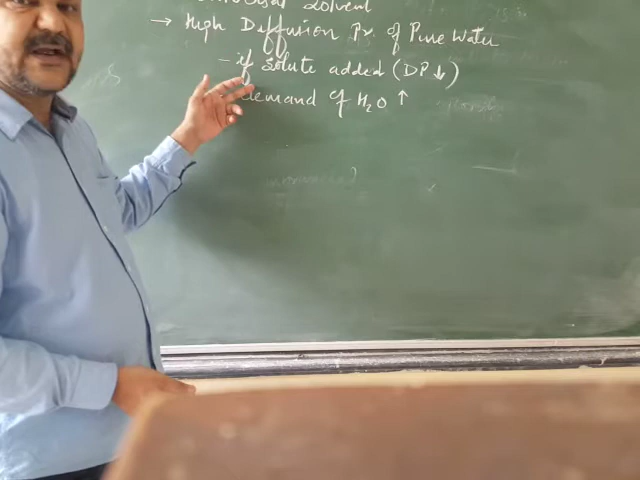 solvent
→ High Diffusion Pr. of Pure Water
- if solute added (DP↓)
demand of H₂O ↑